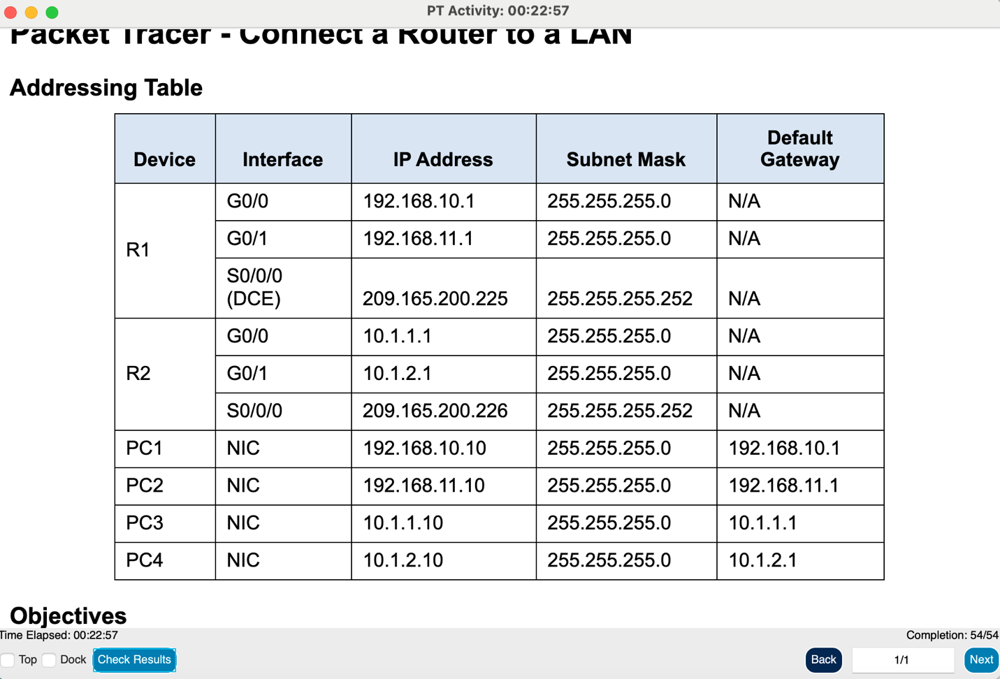 PT Activity: 00:22:57
Packet Tracer - Connect a Router to a LAN
Addressing Table
Device Interface IP Address Subnet Mask Default Gateway
R1 G0/0 192.168.10.1 255.255.255.0 N/A
G0/1 192.168.11.1 255.255.255.0 N/A
S0/0/0 (DCE) 209.165.200.225 255.255.255.252 N/A
R2 G0/0 10.1.1.1 255.255.255.0 N/A
G0/1 10.1.2.1 255.255.255.0 N/A
S0/0/0 209.165.200.226 255.255.255.252 N/A
PC1 NIC 192.168.10.10 255.255.255.0 192.168.10.1
PC2 NIC 192.168.11.10 255.255.255.0 192.168.11.1
PC3 NIC 10.1.1.10 255.255.255.0 10.1.1.1
PC4 NIC 10.1.2.10 255.255.255.0 10.1.2.1
Objectives
Time Elapsed: 00:22:57 Completion: 54/54
Top Dock Check Results Back 1/1 Next